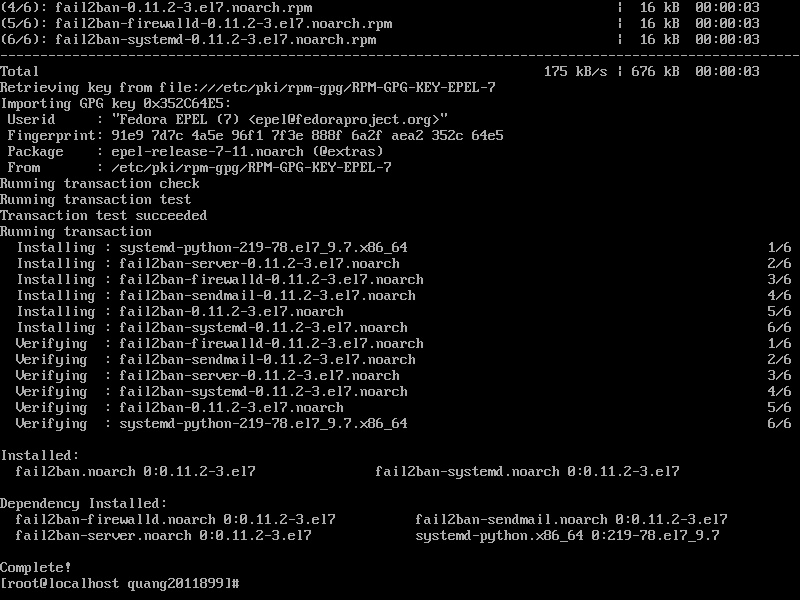 (4/6): fail2ban-0.11.2-3.el7.noarch.rpm | 16 kB 00:00:03
(5/6): fail2ban-firewalld-0.11.2-3.el7.noarch.rpm | 16 kB 00:00:03
(6/6): fail2ban-systemd-0.11.2-3.el7.noarch.rpm | 16 kB 00:00:03
--------------------------------------------------------------------------------
Total 175 kB/s | 676 kB 00:00:03
Retrieving key from file:///etc/pki/rpm-gpg/RPM-GPG-KEY-EPEL-7
Importing GPG key 0x352C64E5:
 Userid : "Fedora EPEL (7) <epel@fedoraproject.org>"
 Fingerprint: 91e9 7d7c 4a5e 96f1 7f3e 888f 6a2f aea2 352c 64e5
 Package : epel-release-7-11.noarch (@extras)
 From : /etc/pki/rpm-gpg/RPM-GPG-KEY-EPEL-7
Running transaction check
Running transaction test
Transaction test succeeded
Running transaction
  Installing : systemd-python-219-78.el7_9.7.x86_64 1/6
  Installing : fail2ban-server-0.11.2-3.el7.noarch 2/6
  Installing : fail2ban-firewalld-0.11.2-3.el7.noarch 3/6
  Installing : fail2ban-sendmail-0.11.2-3.el7.noarch 4/6
  Installing : fail2ban-0.11.2-3.el7.noarch 5/6
  Installing : fail2ban-systemd-0.11.2-3.el7.noarch 6/6
  Verifying : fail2ban-firewalld-0.11.2-3.el7.noarch 1/6
  Verifying : fail2ban-sendmail-0.11.2-3.el7.noarch 2/6
  Verifying : fail2ban-server-0.11.2-3.el7.noarch 3/6
  Verifying : fail2ban-systemd-0.11.2-3.el7.noarch 4/6
  Verifying : fail2ban-0.11.2-3.el7.noarch 5/6
  Verifying : systemd-python-219-78.el7_9.7.x86_64 6/6

Installed:
  fail2ban.noarch 0:0.11.2-3.el7 fail2ban-systemd.noarch 0:0.11.2-3.el7

Dependency Installed:
  fail2ban-firewalld.noarch 0:0.11.2-3.el7 fail2ban-sendmail.noarch 0:0.11.2-3.el7
  fail2ban-server.noarch 0:0.11.2-3.el7 systemd-python.x86_64 0:219-78.el7_9.7

Complete!
[root@localhost quang2011899]#